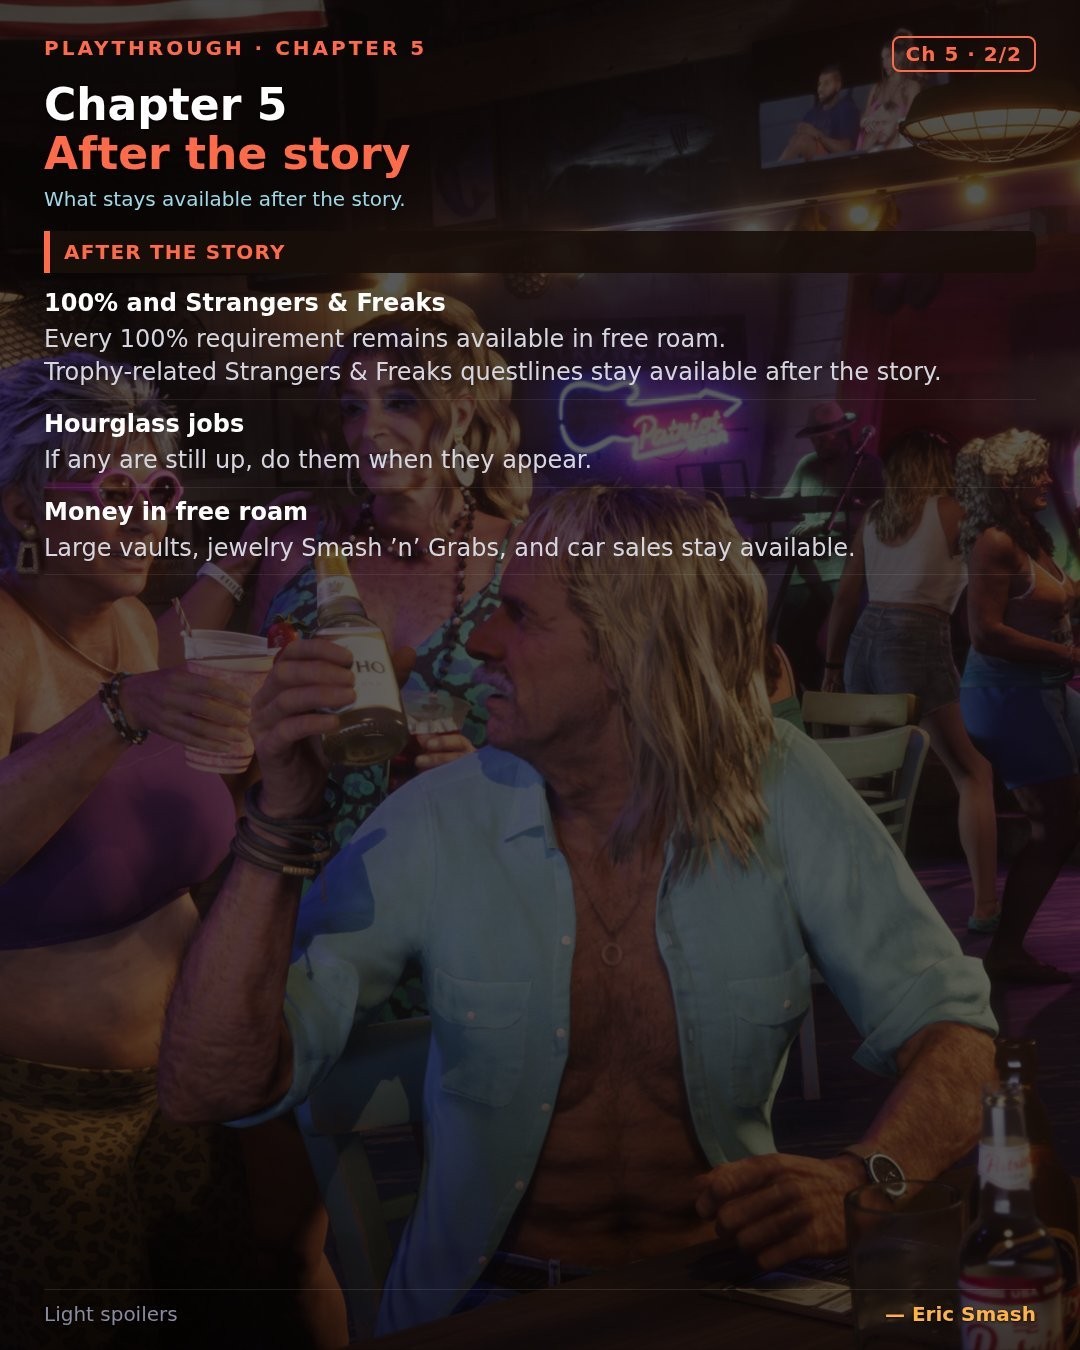 PLAYTHROUGH · CHAPTER 5
Ch 5 · 2/2
Chapter 5
After the story
What stays available after the story.
AFTER THE STORY
100% and Strangers & Freaks
Every 100% requirement remains available in free roam.
Trophy-related Strangers & Freaks questlines stay available after the story.
Hourglass jobs
If any are still up, do them when they appear.
Patriot
Money in free roam
Large vaults, jewelry Smash ’n’ Grabs, and car sales stay available.
HO
Light spoilers
— Eric Smash